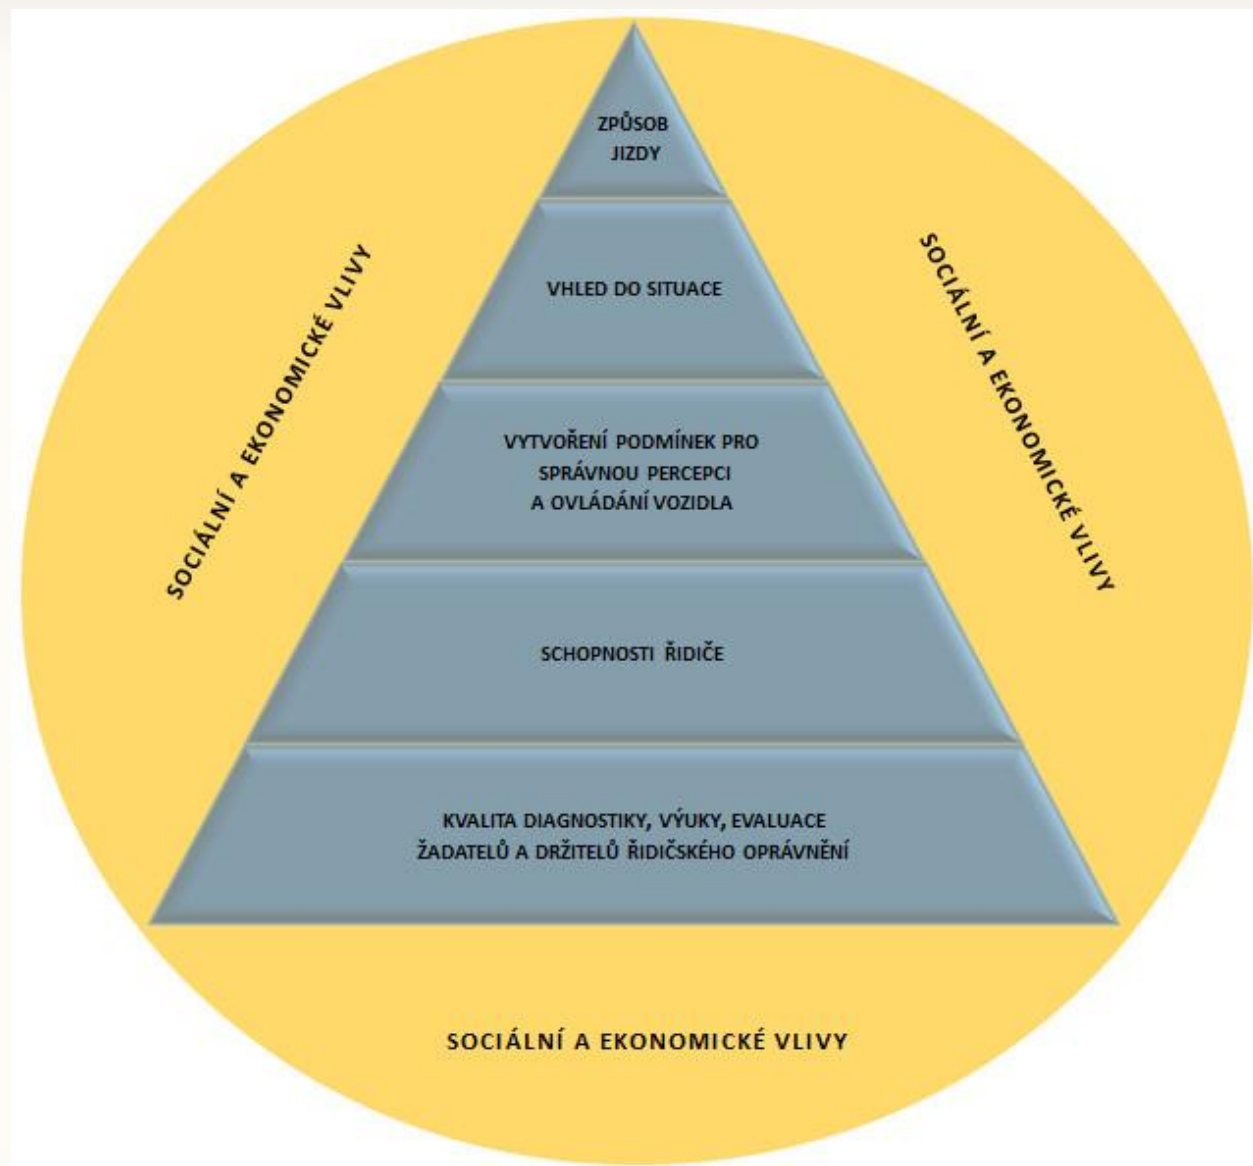 ZPŮSOB
JIZDY
VHLED DO SITUACE
SOCIÁLNÍ A EKONOMICKÉ VLIVY
SOCIÁLNÍ A EKONOMICKÉ VLIVY
VYTVOŘENÍ PODMÍNEK PRO
SPRÁVNOU PERCEPCI
A OVLÁDÁNÍ VOZIDLA
SCHOPNOSTI ŘIDIČE
KVALITA DIAGNOSTIKY, VÝUKY, EVALUACE
ŽADATELŮ A DRŽITELŮ ŘIDIČSKÉHO OPRÁVNĚNÍ
SOCIÁLNÍ A EKONOMICKÉ VLIVY